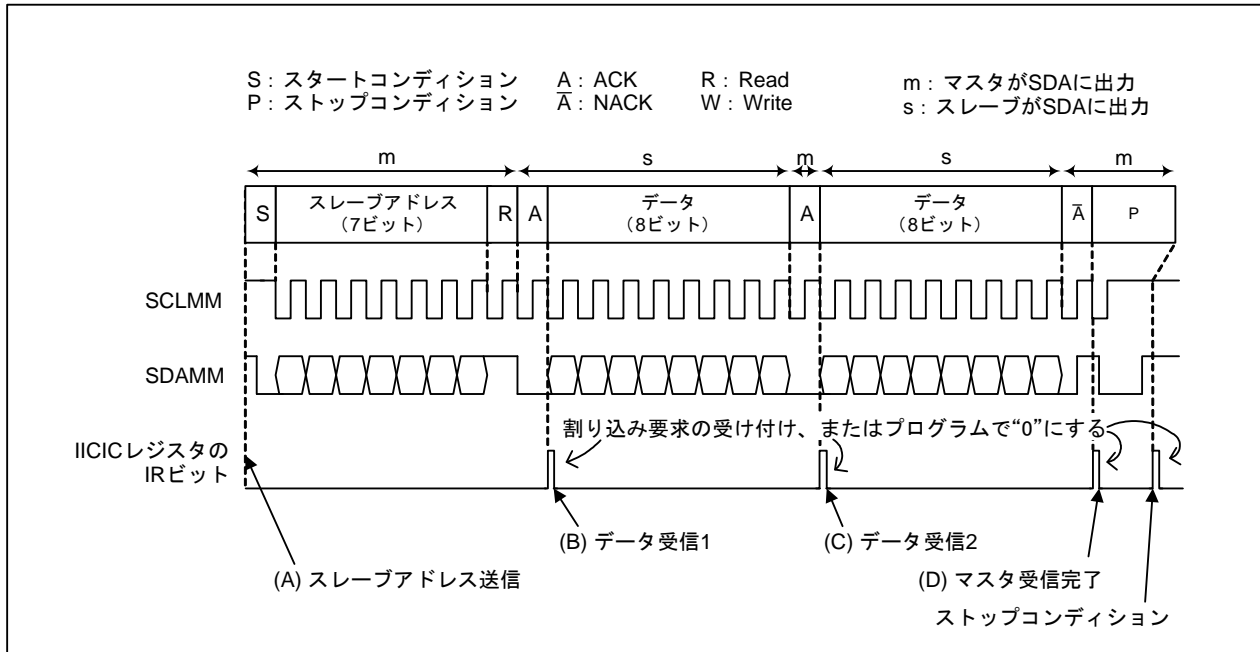 S：スタートコンディション　A：ACK　R：Read　m：マスタがSDAに出力
P：ストップコンディション　A̅：NACK　W：Write　s：スレーブがSDAに出力
m s m s m
S スレーブアドレス（7ビット） R A データ（8ビット） A データ（8ビット） A̅ P
SCLMM
SDAMM
割り込み要求の受け付け、またはプログラムで“0”にする
IICICレジスタの
IRビット
(B) データ受信1
(C) データ受信2
(A) スレーブアドレス送信
(D) マスタ受信完了
ストップコンディション